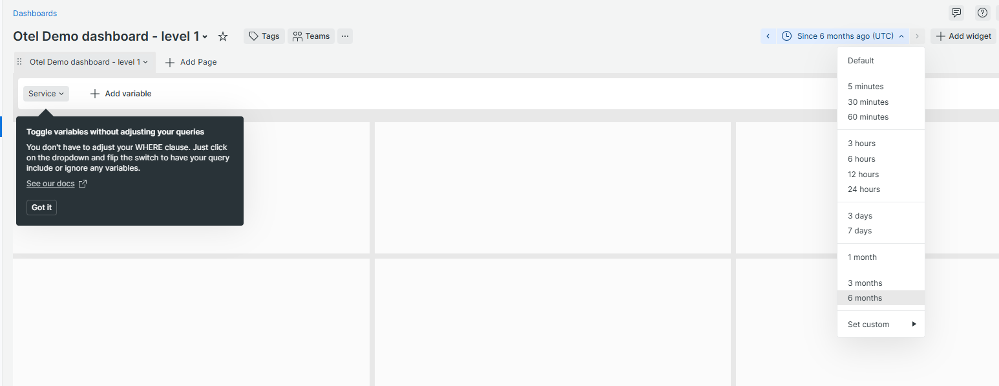 Dashboards
Otel Demo dashboard - level 1
Tags
Teams
Since 6 months ago (UTC)
Add widget
Otel Demo dashboard - level 1
Add Page
Service
Add variable
Toggle variables without adjusting your queries
You don't have to adjust your WHERE clause. Just click
on the dropdown and flip the switch to have your query
include or ignore any variables.
See our docs
Got it
Default
5 minutes
30 minutes
60 minutes
3 hours
6 hours
12 hours
24 hours
3 days
7 days
1 month
3 months
6 months
Set custom